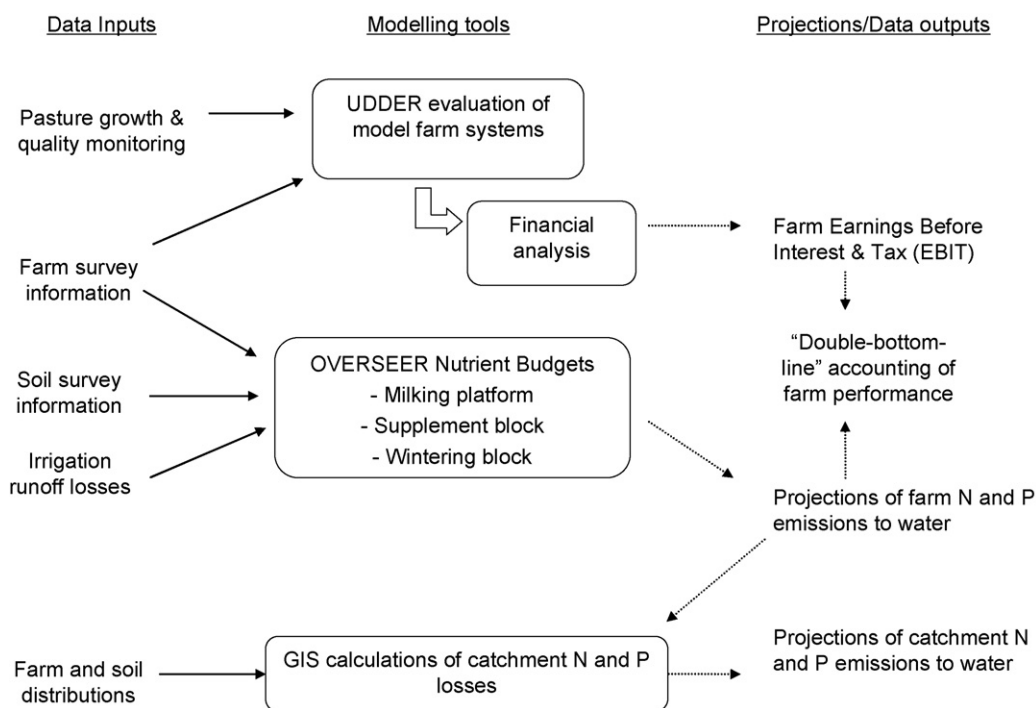 Data Inputs
Modelling tools
Projections/Data outputs
Pasture growth &
quality monitoring
UDDER evaluation of
model farm systems
Financial
analysis
Farm Earnings Before
Interest & Tax (EBIT)
Farm survey
information
“Double-bottom-
line” accounting of
farm performance
OVERSEER Nutrient Budgets
- Milking platform
- Supplement block
- Wintering block
Soil survey
information
Irrigation
runoff losses
Projections of farm N and P
emissions to water
Farm and soil
distributions
GIS calculations of catchment N and P
losses
Projections of catchment N
and P emissions to water